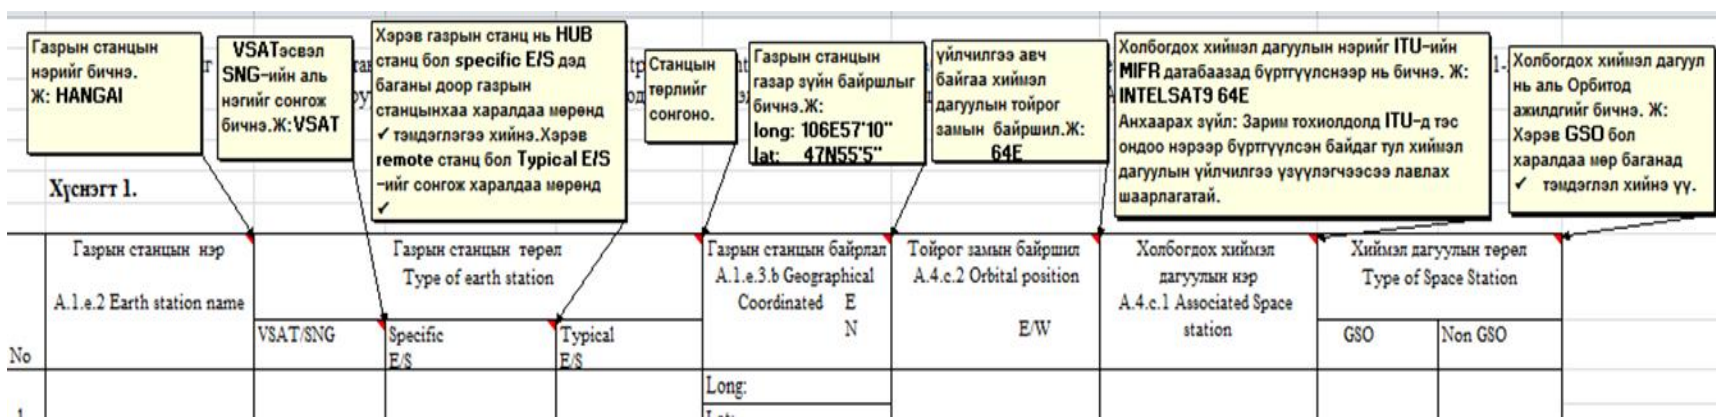 Газрын станцын
нэрийг бичнэ.
Ж: HANGAI
VSATэсвэл
SNG-ийн аль
нэгийг сонгож
бичнэ.Ж:VSAT
Хэрэв газрын станц нь HUB
станц бол specific E/S дэд
баганы доор газрын
станцынхаа харалдаа мөрөнд
✓ тэмдэглэгээ хийнэ.Хэрэв
remote станц бол Typical E/S
-ийг сонгож харалдаа мөрөнд
✓
Станцын
төрлийг
сонгоно.
Газрын станцын
газар зүйн байршлыг
бичнэ.Ж:
long: 106E57'10"
lat: 47N55'5"
үйлчилгээ авч
байгаа хиймэл
дагуулын тойрог
замын байршил.Ж:
64E
Холбогдох хиймэл дагуулын нэрийг ITU-ийн
MIFR датабаазад бүртгүүлснээр нь бичнэ. Ж:
INTELSAT9 64E
Анхаарах зүйл: Зарим тохиолдолд ITU-д тэс
ондоо нэрээр бүртгүүлсэн байдаг тул хиймэл
дагуулын үйлчилгээ үзүүлэгчээсээ лавлах
шаарлагатай.
Холбогдох хиймэл дагуул
нь аль Орбитод
ажилдгийг бичнэ. Ж:
Хэрэв GSO бол
харалдаа мөр баганад
✓ тэмдэглэл хийнэ үү.
Хүснэгт 1.
No
Газрын станцын нэр
A.1.e.2 Earth station name
Газрын станцын төрөл
Type of earth station
VSAT/SNG
Specific
E/S
Typical
E/S
Газрын станцын байрлал
A.1.e.3.b Geographical
Coordinated E
N
Тойрог замын байршил
A.4.c.2 Orbital position
E/W
Холбогдох хиймэл
дагуулын нэр
A.4.c.1 Associated Space
station
Хиймэл дагуулын төрөл
Type of Space Station
GSO
Non GSO
Long: